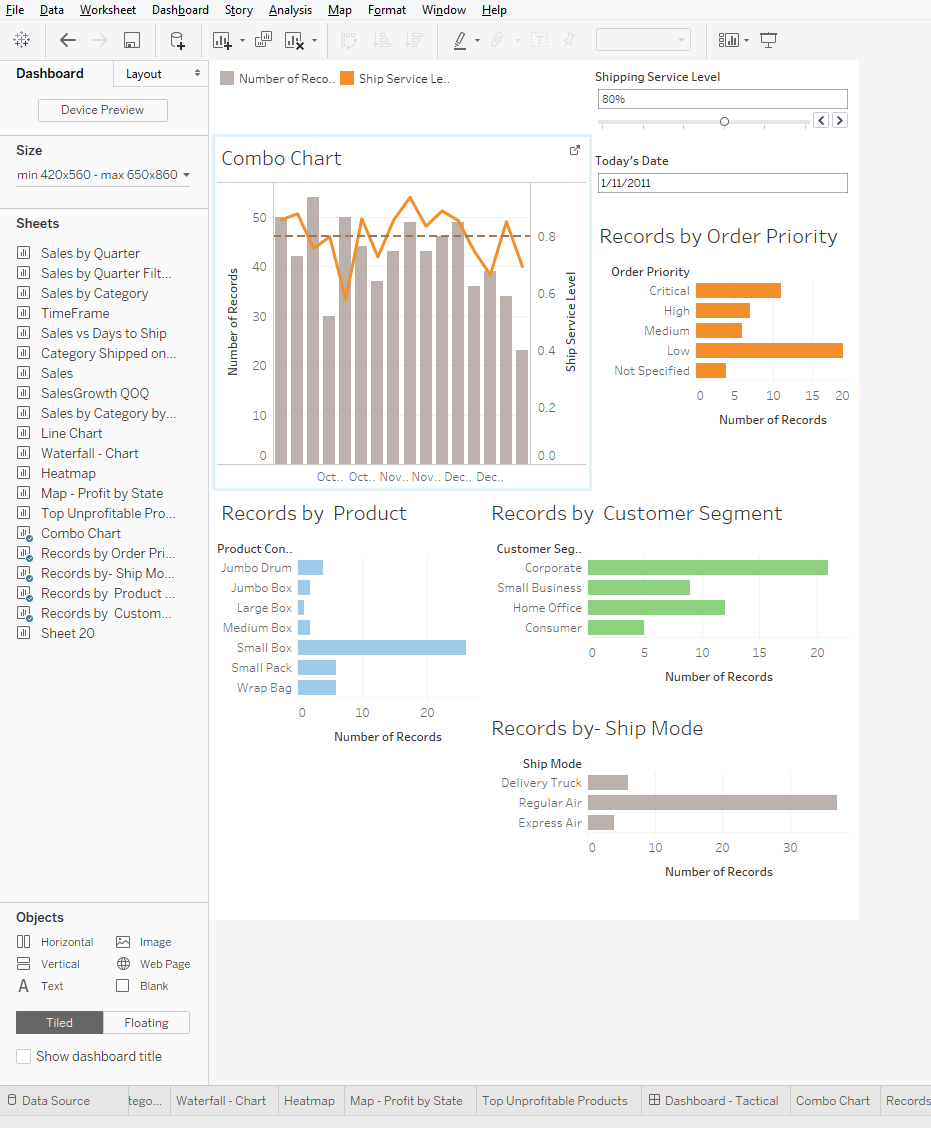 File Data Worksheet Dashboard Story Analysis Map Format Window Help
Dashboard
Layout
Device Preview
Size
min 420x560 - max 650x860
Sheets
Sales by Quarter
Sales by Quarter Filt...
Sales by Category
TimeFrame
Sales vs Days to Ship
Category Shipped on...
Sales
SalesGrowth QOQ
Sales by Category by...
Line Chart
Waterfall - Chart
Heatmap
Map - Profit by State
Top Unprofitable Pro...
Combo Chart
Records by Order Pri...
Records by- Ship Mo...
Records by Product ...
Records by Custom...
Sheet 20
Objects
Horizontal
Image
Vertical
Web Page
A Text
Blank
Tiled
Floating
Show dashboard title
Number of Reco..
Ship Service Le..
Shipping Service Level
80%
Today's Date
1/11/2011
Combo Chart
Number of Records
50
40
30
20
10
0
Ship Service Level
0.8
0.6
0.4
0.2
0.0
Oct.. Oct.. Nov.. Nov.. Dec.. Dec..
Records by Order Priority
Order Priority
Critical
High
Medium
Low
Not Specified
0 5 10 15 20
Number of Records
Records by Product
Product Con..
Jumbo Drum
Jumbo Box
Large Box
Medium Box
Small Box
Small Pack
Wrap Bag
0 10 20
Number of Records
Records by Customer Segment
Customer Seg..
Corporate
Small Business
Home Office
Consumer
0 5 10 15 20
Number of Records
Records by- Ship Mode
Ship Mode
Delivery Truck
Regular Air
Express Air
0 10 20 30
Number of Records
Data Source
tego...
Waterfall - Chart
Heatmap
Map - Profit by State
Top Unprofitable Products
Dashboard - Tactical
Combo Chart
Records